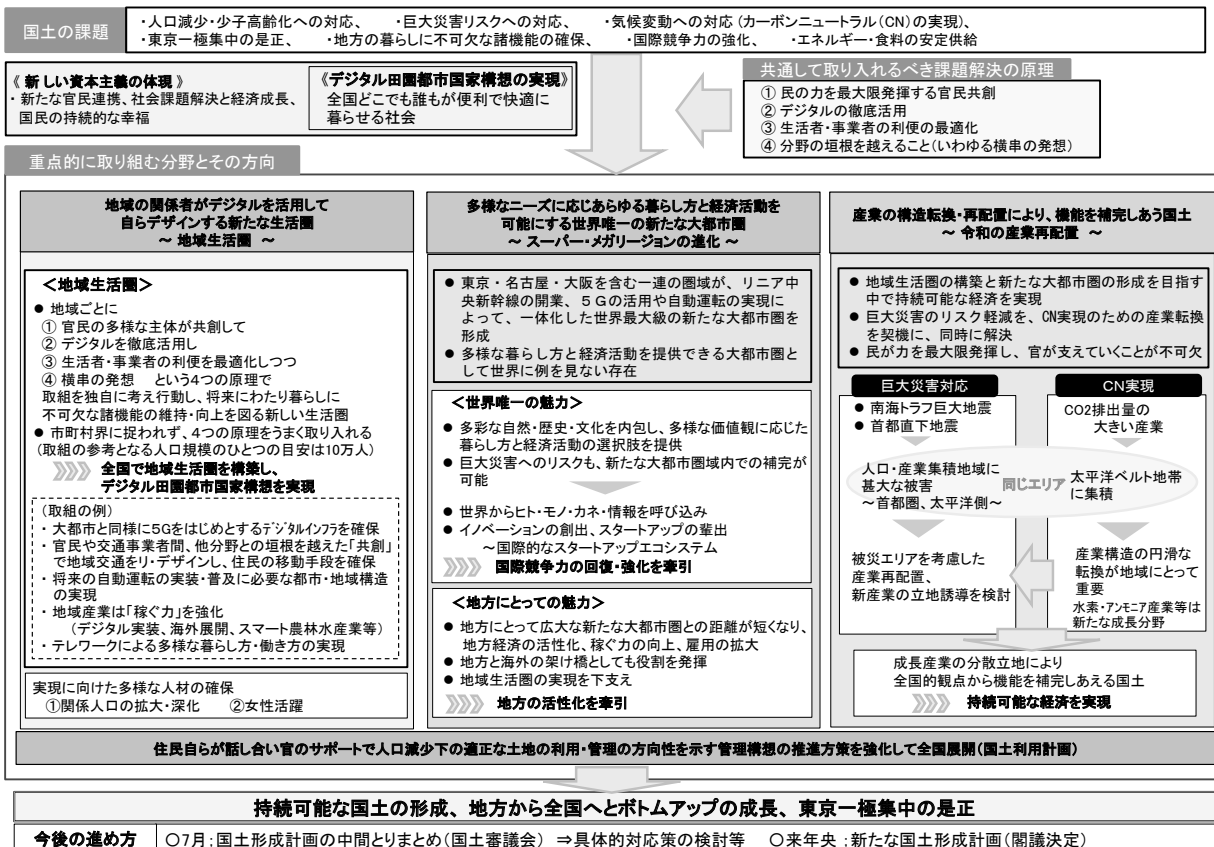 国土の課題
・人口減少・少子高齢化への対応、　・巨大災害リスクへの対応、　・気候変動への対応（カーボンニュートラル（CN）の実現）、
・東京一極集中の是正、　・地方の暮らしに不可欠な諸機能の確保、　・国際競争力の強化、　・エネルギー・食料の安定供給
《 新しい資本主義の体現 》
・新たな官民連携、社会課題解決と経済成長、
国民の持続的な幸福
《デジタル田園都市国家構想の実現》
全国どこでも誰もが便利で快適に
暮らせる社会
共通して取り入れるべき課題解決の原理
① 民の力を最大限発揮する官民共創
② デジタルの徹底活用
③ 生活者・事業者の利便の最適化
④ 分野の垣根を越えること（いわゆる横串の発想）
重点的に取り組む分野とその方向
地域の関係者がデジタルを活用して
自らデザインする新たな生活圏
～ 地域生活圏 ～
＜地域生活圏＞
● 地域ごとに
① 官民の多様な主体が共創して
② デジタルを徹底活用し
③ 生活者・事業者の利便を最適化しつつ
④ 横串の発想　という４つの原理で
取組を独自に考え行動し、将来にわたり暮らしに
不可欠な諸機能の維持・向上を図る新しい生活圏
● 市町村界に捉われず、４つの原理をうまく取り入れる
（取組の参考となる人口規模のひとつの目安は10万人）
全国で地域生活圏を構築し、
デジタル田園都市国家構想を実現
（取組の例）
・大都市と同様に５Gをはじめとするデジタルインフラを確保
・官民や交通事業者間、他分野との垣根を越えた「共創」
で地域交通をリ・デザインし、住民の移動手段を確保
・将来の自動運転の実装・普及に必要な都市・地域構造
の実現
・地域産業は「稼ぐ力」を強化
（デジタル実装、海外展開、スマート農林水産業等）
・テレワークによる多様な暮らし方・働き方の実現
実現に向けた多様な人材の確保
①関係人口の拡大・深化　②女性活躍
多様なニーズに応じあらゆる暮らし方と経済活動を
可能にする世界唯一の新たな大都市圏
～ スーパー・メガリージョンの進化 ～
● 東京・名古屋・大阪を含む一連の圏域が、リニア中
央新幹線の開業、５Ｇの活用や自動運転の実現に
よって、一体化した世界最大級の新たな大都市圏を
形成
● 多様な暮らし方と経済活動を提供できる大都市圏と
して世界に例を見ない存在
＜世界唯一の魅力＞
● 多彩な自然・歴史・文化を内包し、多様な価値観に応じた
暮らし方と経済活動の選択肢を提供
● 巨大災害へのリスクも、新たな大都市圏域内での補完が
可能
● 世界からヒト・モノ・カネ・情報を呼び込み
● イノベーションの創出、スタートアップの輩出
～国際的なスタートアップエコシステム
国際競争力の回復・強化を牽引
＜地方にとっての魅力＞
● 地方にとって広大な新たな大都市圏との距離が短くなり、
地方経済の活性化、稼ぐ力の向上、雇用の拡大
● 地方と海外の架け橋としても役割を発揮
● 地域生活圏の実現を下支え
地方の活性化を牽引
産業の構造転換・再配置により、機能を補完しあう国土
～ 令和の産業再配置 ～
● 地域生活圏の構築と新たな大都市圏の形成を目指す
中で持続可能な経済を実現
● 巨大災害のリスク軽減を、CN実現のための産業転換
を契機に、同時に解決
● 民が力を最大限発揮し、官が支えていくことが不可欠
巨大災害対応
● 南海トラフ巨大地震
● 首都直下地震
人口・産業集積地域に
甚大な被害
～首都圏、太平洋側～
被災エリアを考慮した
産業再配置、
新産業の立地誘導を検討
同じエリア
CN実現
CO2排出量の
大きい産業
太平洋ベルト地帯
に集積
産業構造の円滑な
転換が地域にとって
重要
水素・アンモニア産業等は
新たな成長分野
成長産業の分散立地により
全国的観点から機能を補完しあえる国土
持続可能な経済を実現
住民自らが話し合い官のサポートで人口減少下の適正な土地の利用・管理の方向性を示す管理構想の推進方策を強化して全国展開（国土利用計画）
持続可能な国土の形成、地方から全国へとボトムアップの成長、東京一極集中の是正
今後の進め方
〇７月：国土形成計画の中間とりまとめ（国土審議会）　⇒具体的対応策の検討等　〇来年央：新たな国土形成計画（閣議決定）